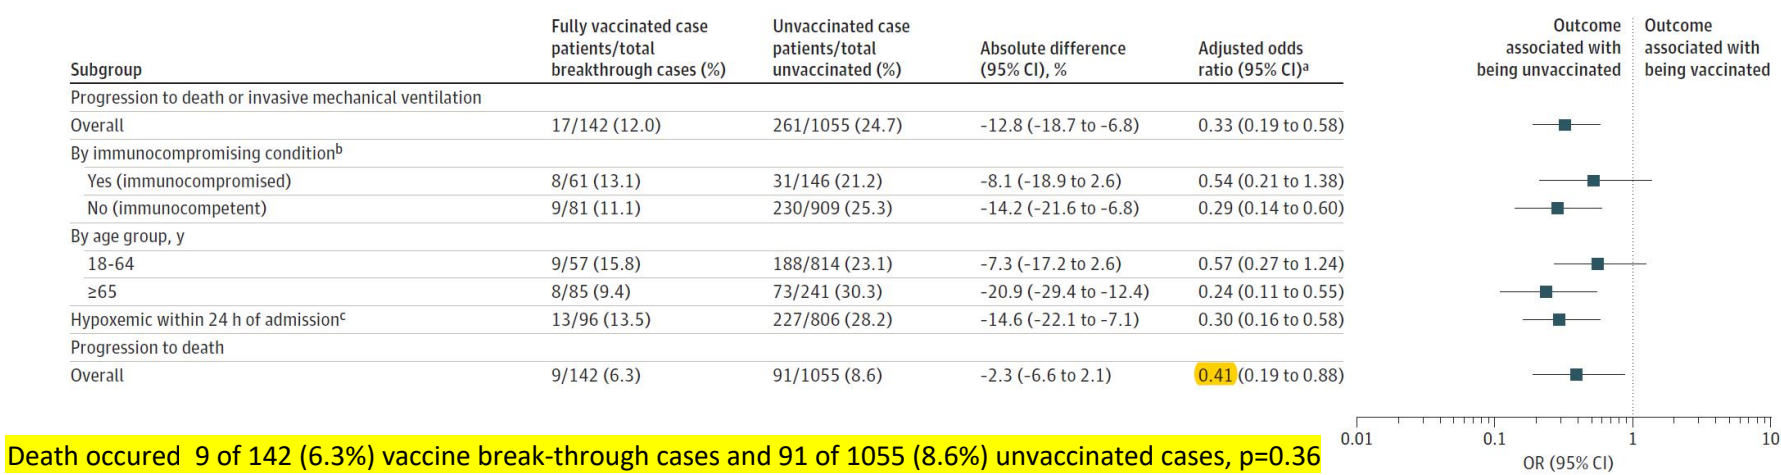 Subgroup
Fully vaccinated case
patients/total
breakthrough cases (%)
Unvaccinated case
patients/total
unvaccinated (%)
Absolute difference
(95% CI), %
Adjusted odds
ratio (95% CI)a
Outcome
associated with
being unvaccinated
Outcome
associated with
being vaccinated
Progression to death or invasive mechanical ventilation
Overall 17/142 (12.0) 261/1055 (24.7) -12.8 (-18.7 to -6.8) 0.33 (0.19 to 0.58)
By immunocompromising conditionb
Yes (immunocompromised) 8/61 (13.1) 31/146 (21.2) -8.1 (-18.9 to 2.6) 0.54 (0.21 to 1.38)
No (immunocompetent) 9/81 (11.1) 230/909 (25.3) -14.2 (-21.6 to -6.8) 0.29 (0.14 to 0.60)
By age group, y
18-64 9/57 (15.8) 188/814 (23.1) -7.3 (-17.2 to 2.6) 0.57 (0.27 to 1.24)
≥65 8/85 (9.4) 73/241 (30.3) -20.9 (-29.4 to -12.4) 0.24 (0.11 to 0.55)
Hypoxemic within 24 h of admissionc 13/96 (13.5) 227/806 (28.2) -14.6 (-22.1 to -7.1) 0.30 (0.16 to 0.58)
Progression to death
Overall 9/142 (6.3) 91/1055 (8.6) -2.3 (-6.6 to 2.1) 0.41 (0.19 to 0.88)
0.01 0.1 1 10
OR (95% CI)
Death occured 9 of 142 (6.3%) vaccine break-through cases and 91 of 1055 (8.6%) unvaccinated cases, p=0.36